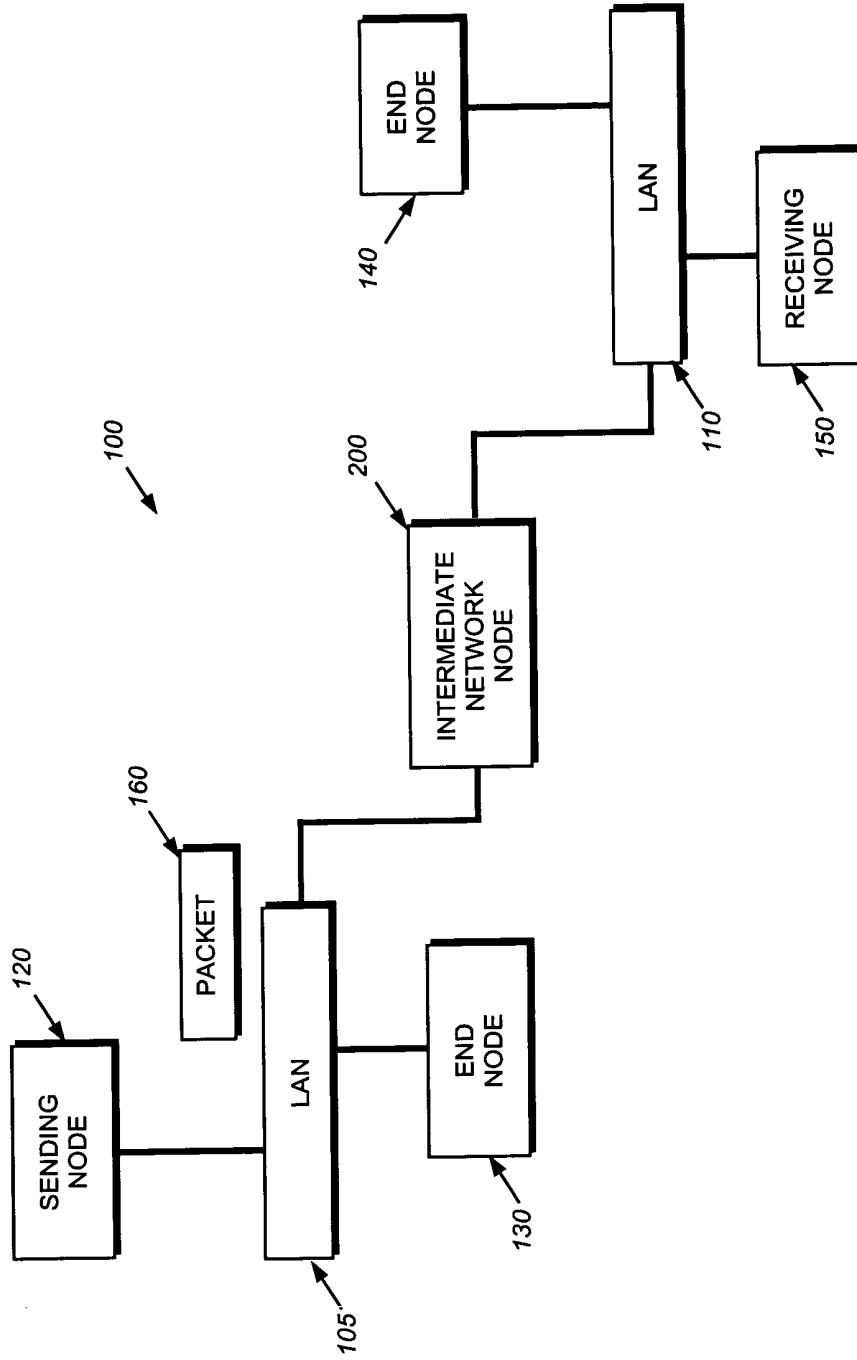 100
120
SENDING
NODE
160
PACKET
LAN
105
END
NODE
130
200
INTERMEDIATE
NETWORK
NODE
140
END
NODE
LAN
110
RECEIVING
NODE
150